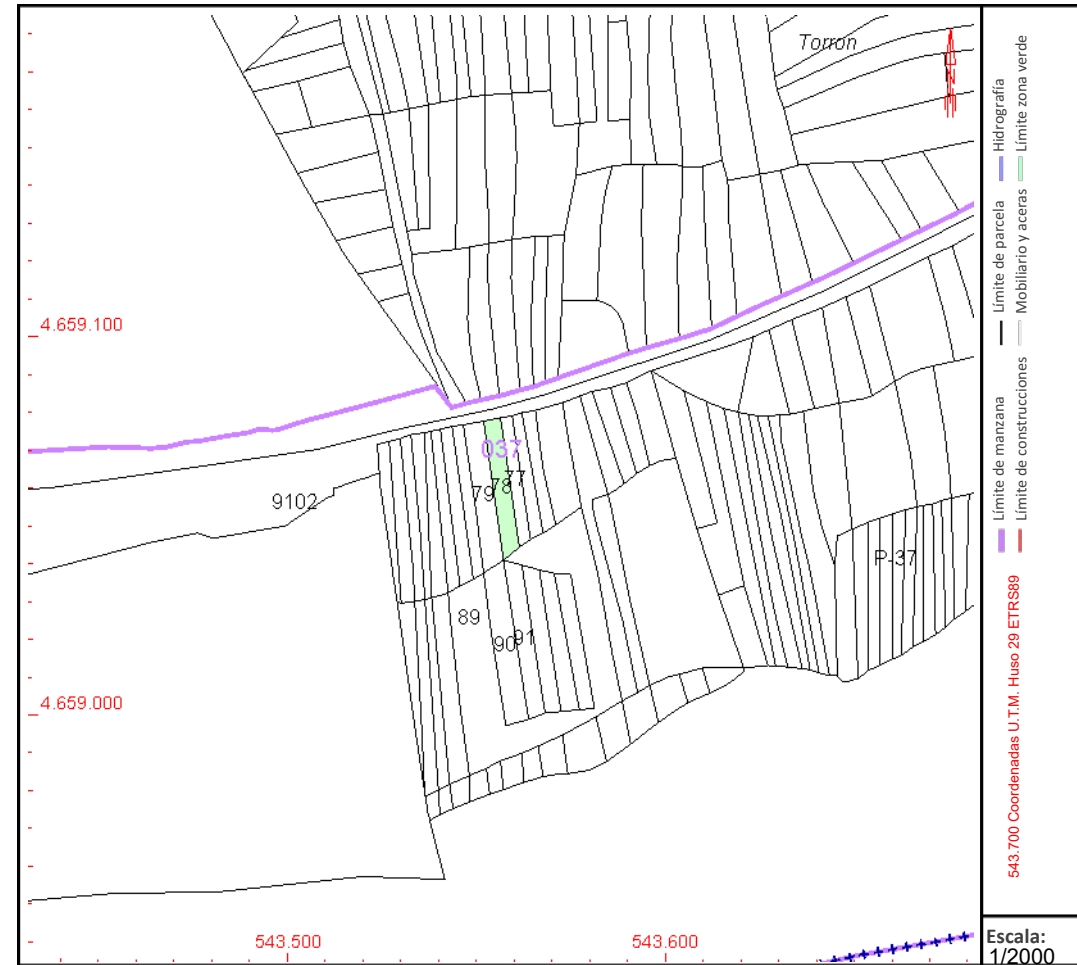 Torron
N
4.659.100
037
77
78
79
9102
P-37
89
90
91
4.659.000
543.500
543.600
Límite de manzana
Límite de parcela
Hidrografía
Límite de construcciones
Mobiliario y aceras
Límite zona verde
543.700 Coordenadas U.T.M. Huso 29 ETRS89
Escala:
1/2000